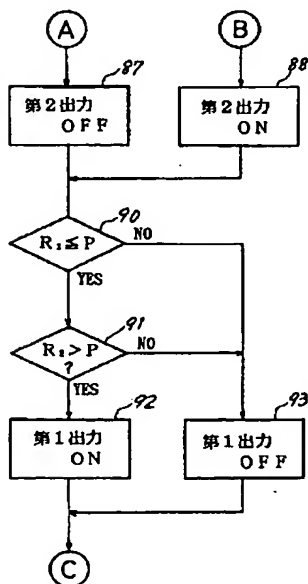 A
B
87
88
第2出力
OFF
第2出力
ON
90
R₁≦P
NO
YES
91
R₂>P
?
NO
YES
92
93
第1出力
ON
第1出力
OFF
C